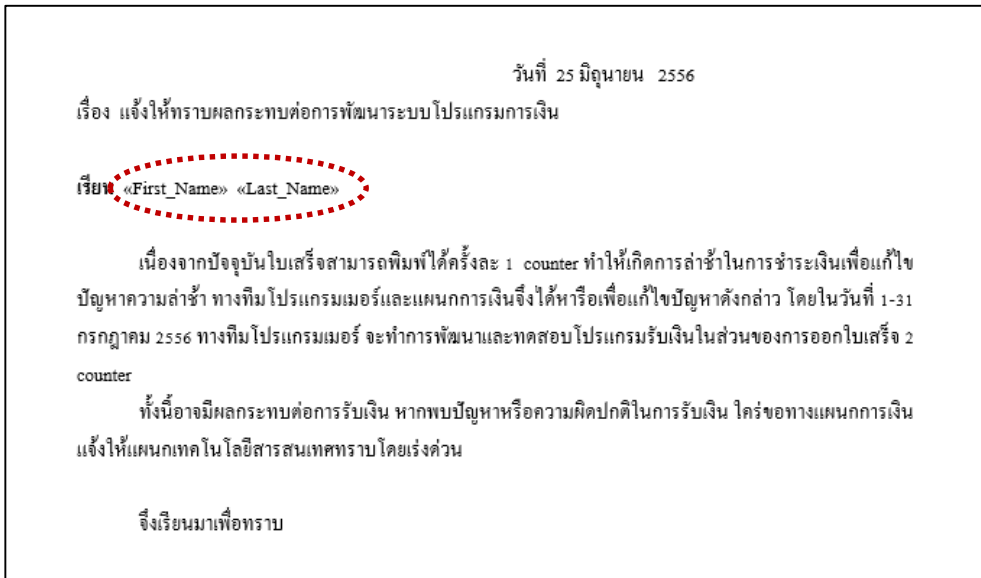 วันที่ 25 มิถุนายน 2556
เรื่อง แจ้งให้ทราบผลกระทบต่อการพัฒนาระบบโปรแกรมการเงิน
เรียน «First_Name» «Last_Name»
เนื่องจากปัจจุบันใบเสร็จสามารถพิมพ์ได้ครั้งละ 1 counter ทำให้เกิดการล่าช้าในการชำระเงินเพื่อแก้ไข
ปัญหาความล่าช้า ทางทีมโปรแกรมเมอร์และแผนกการเงินจึงได้หารือเพื่อแก้ไขปัญหาดังกล่าว โดยในวันที่ 1-31
กรกฎาคม 2556 ทางทีมโปรแกรมเมอร์ จะทำการพัฒนาและทดสอบโปรแกรมรับเงินในส่วนของการออกใบเสร็จ 2
counter
ทั้งนี้อาจมีผลกระทบต่อการรับเงิน หากพบปัญหาหรือความผิดปกติในการรับเงิน ใคร่ขอทางแผนกการเงิน
แจ้งให้แผนกเทคโนโลยีสารสนเทศทราบโดยเร่งด่วน
จึงเรียนมาเพื่อทราบ